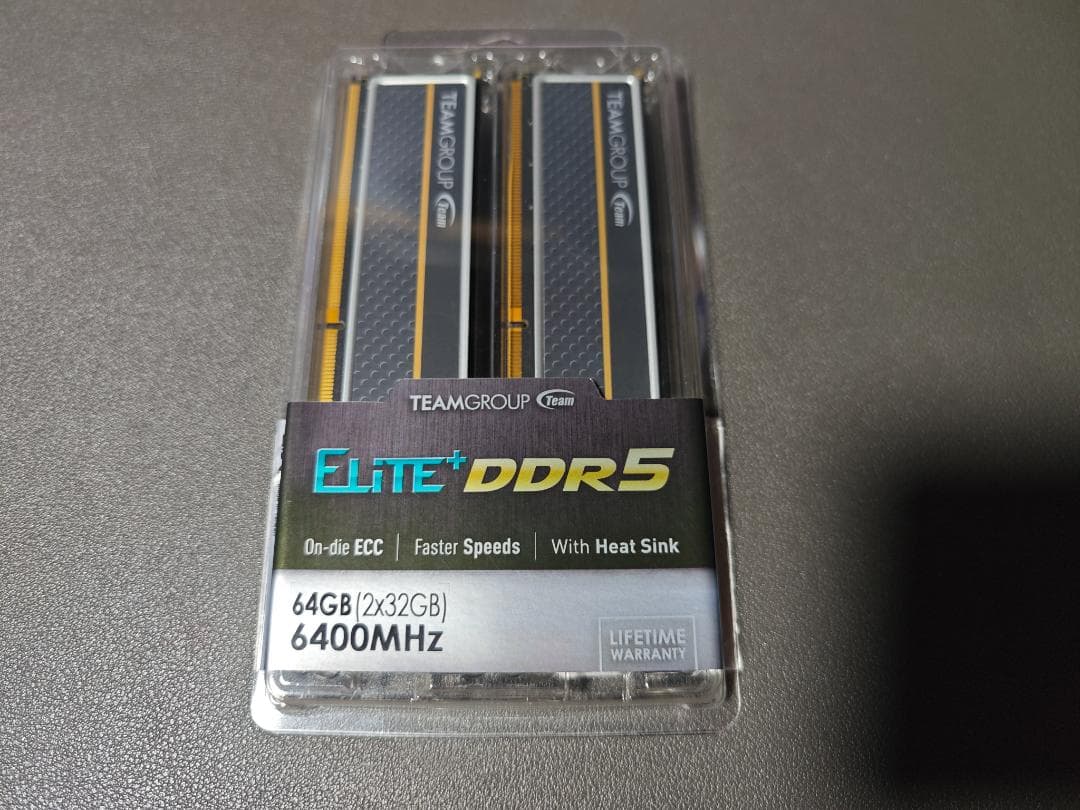 TEAMGROUP Team
TEAMGROUP Team
TEAMGROUP Team
ELiTE+ DDR5
On-die ECC | Faster Speeds | With Heat Sink
64GB (2x32GB)
6400MHz
LIFETIME
WARRANTY